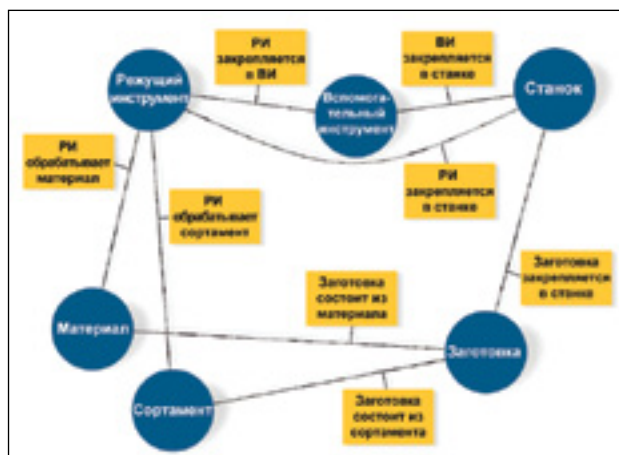 РИ
закрепляется
в ВИ
ВИ
закрепляется
в станке
Режущий
инструмент
Вспомога-
тельный
инструмент
Станок
РИ
обрабатывает
материал
РИ
обрабатывает
сортамент
РИ
закрепляется
в станке
Заготовка
закрепляется
в станке
Заготовка
состоит из
материала
Материал
Заготовка
Сортамент
Заготовка
состоит из
сортамента